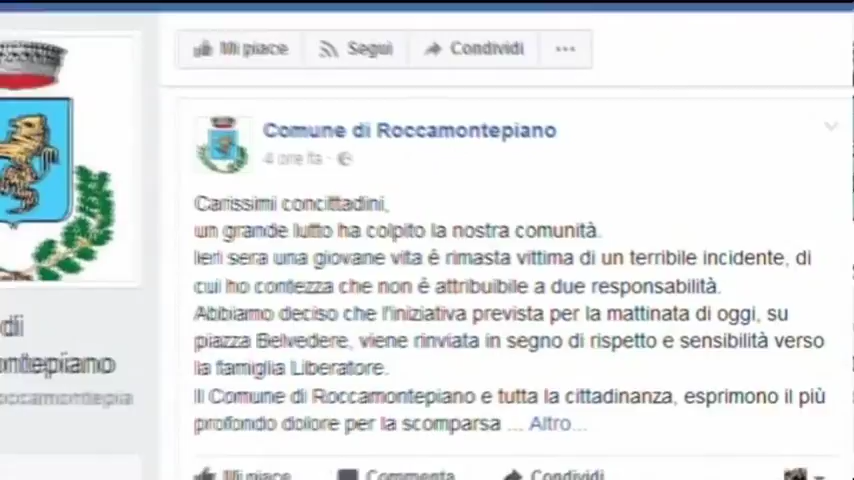 Mi piace Segui Condividi ...
Comune di Roccamontepiano
4 ore fa ·
Carissimi concittadini,
un grande lutto ha colpito la nostra comunità.
Ieri sera una giovane vita è rimasta vittima di un terribile incidente, di
cui ho contezza che non è attribuibile a due responsabilità.
Abbiamo deciso che l'iniziativa prevista per la mattinata di oggi, su
piazza Belvedere, viene rinviata in segno di rispetto e sensibilità verso
la famiglia Liberatore.
Il Comune di Roccamontepiano e tutta la cittadinanza, esprimono il più
profondo dolore per la scomparsa ... Altro...
Mi piace Commenta Condividi
di
ntepiano
occamontepia